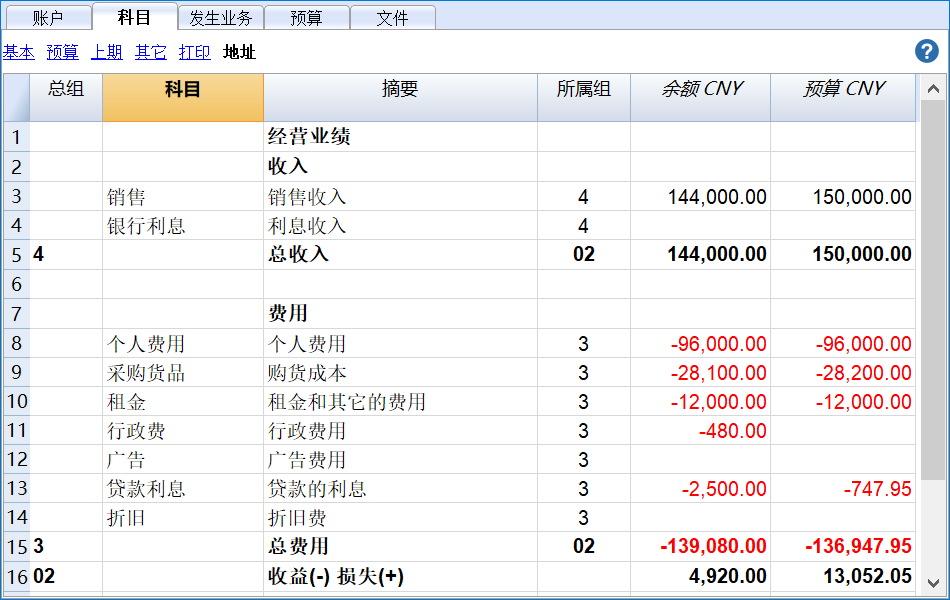 账户 科目 发生业务 预算 文件
基本 预算 上期 其它 打印 地址 ?
总组 科目 摘要 所属组 余额 CNY 预算 CNY
1 经营业绩
2 收入
3 销售 销售收入 4 144,000.00 150,000.00
4 银行利息 利息收入 4
5 4 总收入 02 144,000.00 150,000.00
6
7 费用
8 个人费用 个人费用 3 -96,000.00 -96,000.00
9 采购货品 购货成本 3 -28,100.00 -28,200.00
10 租金 租金和其它的费用 3 -12,000.00 -12,000.00
11 行政费 行政费用 3 -480.00
12 广告 广告费用 3
13 贷款利息 贷款的利息 3 -2,500.00 -747.95
14 折旧 折旧费 3
15 3 总费用 02 -139,080.00 -136,947.95
16 02 收益(-) 损失(+) 4,920.00 13,052.05